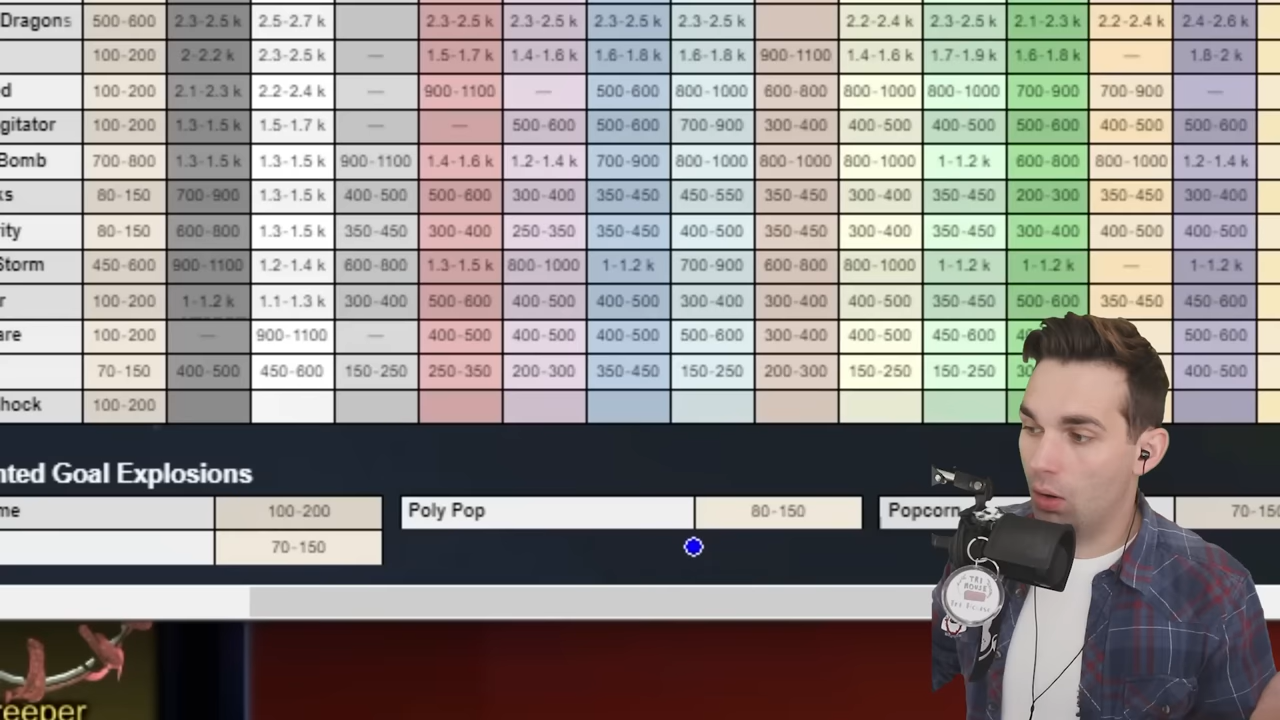 Dragons 500-600 2.3-2.5 k 2.5-2.7 k 2.3-2.5 k 2.3-2.5 k 2.3-2.5 k 2.3-2.5 k 2.2-2.4 k 2.3-2.5 k 2.1-2.3 k 2.2-2.4 k 2.4-2.6 k
100-200 2-2.2 k 2.3-2.5 k — 1.5-1.7 k 1.4-1.6 k 1.6-1.8 k 1.6-1.8 k 900-1100 1.4-1.6 k 1.7-1.9 k 1.6-1.8 k — 1.8-2 k
d 100-200 2.1-2.3 k 2.2-2.4 k — 900-1100 — 500-600 800-1000 600-800 800-1000 800-1000 700-900 700-900 —
gitator 100-200 1.3-1.5 k 1.5-1.7 k — — 500-600 500-600 700-900 300-400 400-500 400-500 500-600 400-500 500-600
Bomb 700-800 1.3-1.5 k 1.3-1.5 k 900-1100 1.4-1.6 k 1.2-1.4 k 700-900 800-1000 800-1000 800-1000 1-1.2 k 600-800 800-1000 1.2-1.4 k
ks 80-150 700-900 1.3-1.5 k 400-500 500-600 300-400 350-450 450-550 350-450 300-400 350-450 200-300 350-450 300-400
ity 80-150 600-800 1.3-1.5 k 350-450 300-400 250-350 350-450 400-500 350-450 300-400 350-450 300-400 400-500 400-500
Storm 450-600 900-1100 1.2-1.4 k 600-800 1.3-1.5 k 800-1000 1-1.2 k 700-900 600-800 800-1000 1-1.2 k 1-1.2 k — 1-1.2 k
r 100-200 1-1.2 k 1.1-1.3 k 300-400 500-600 400-500 400-500 300-400 300-400 400-500 350-450 500-600 350-450 450-600
are 100-200 — 900-1100 — 400-500 400-500 400-500 500-600 300-400 400-500 450-600 500-600
70-150 400-500 450-600 150-250 250-350 200-300 350-450 150-250 200-300 150-250 150-250 30 400-500
hock 100-200
nted Goal Explosions
me 100-200 Poly Pop 80-150 Popcorn 70-150
70-150
TRI
HOUSE
reeper